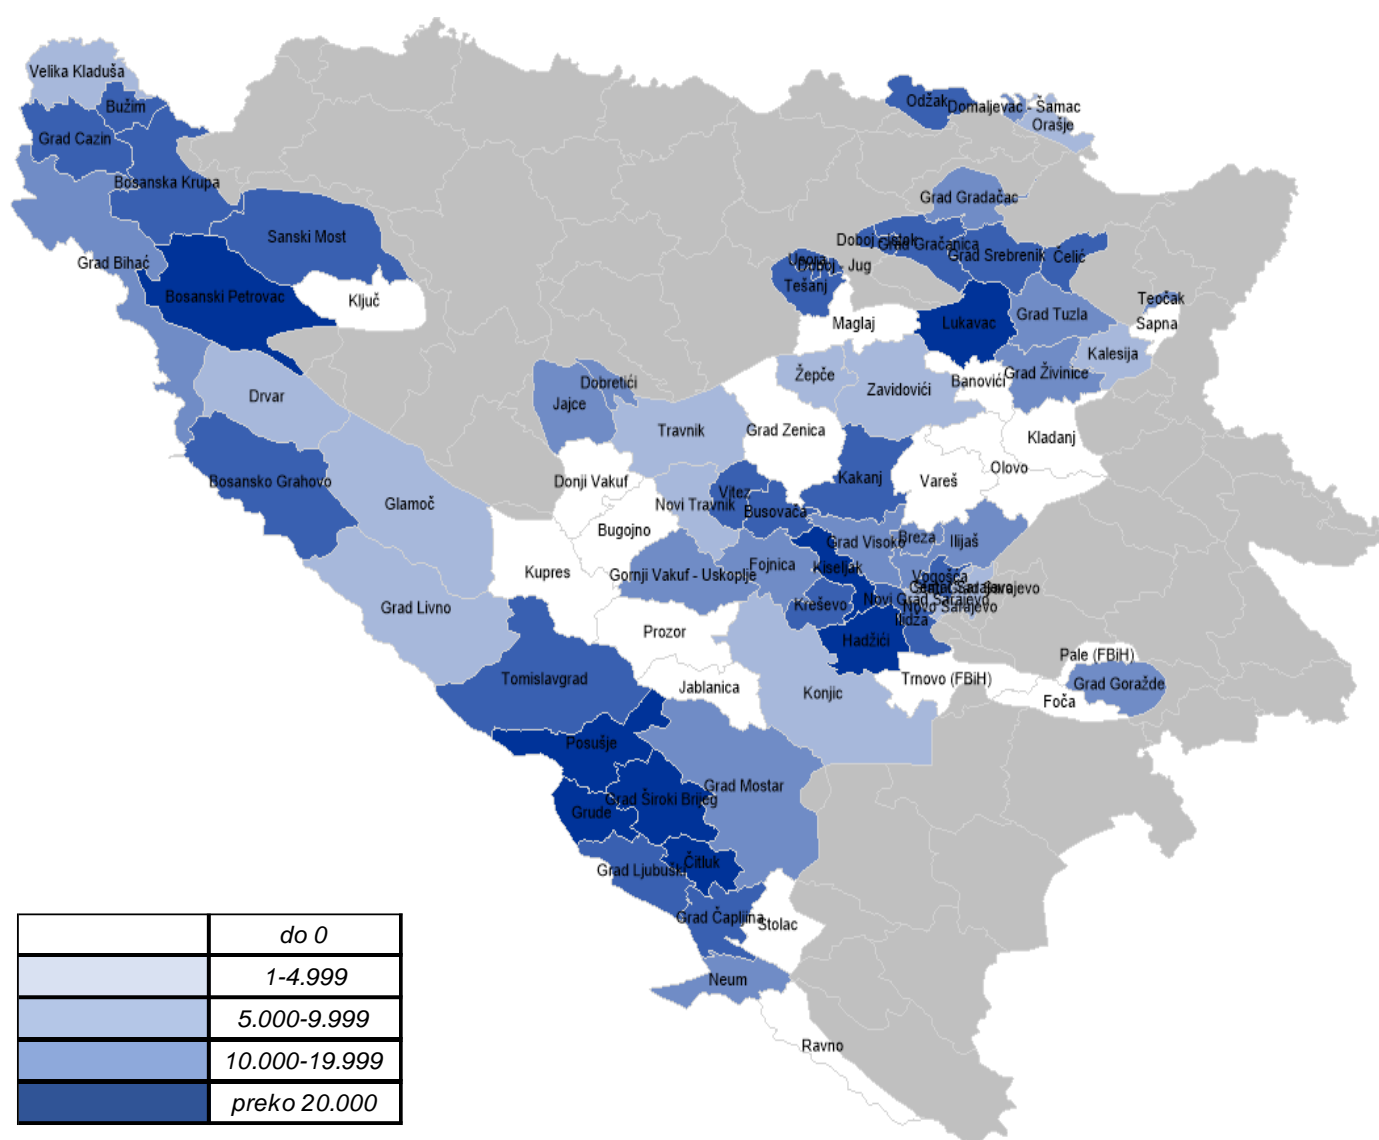 Velika Kladuša
Bužim
Odžak
Domaljevac - Šamac
Orašje
Grad Cazin
Bosanska Krupa
Grad Gradačac
Sanski Most
Doboj - Istok
Grad Gračanica
Grad Srebrenik
Čelić
Grad Bihać
Usora
Doboj - Jug
Tešanj
Bosanski Petrovac
Ključ
Teočak
Maglaj
Lukavac
Grad Tuzla
Sapna
Kalesija
Žepče
Grad Živinice
Banovići
Dobretići
Zavidovići
Drvar
Jajce
Travnik
Grad Zenica
Kladanj
Olovo
Bosansko Grahovo
Donji Vakuf
Kakanj
Vareš
Glamoč
Vitez
Novi Travnik
Busovača
Bugojno
Breza
Grad Visoko
Ilijaš
Fojnica
Kiseljak
Kupres
Gornji Vakuf - Uskoplje
Vogošća
Centar Sarajevo
Stari Grad Sarajevo
Novi Grad Sarajevo
Novo Sarajevo
Kreševo
Grad Livno
Ilidža
Prozor
Hadžići
Pale (FBiH)
Tomislavgrad
Trnovo (FBiH)
Grad Goražde
Jablanica
Konjic
Foča
Posušje
Grad Mostar
Grad Široki Brijeg
Grude
Čitluk
Grad Ljubuški
Grad Čapljina
Stolac
Neum
Ravno
do 0
1-4.999
5.000-9.999
10.000-19.999
preko 20.000